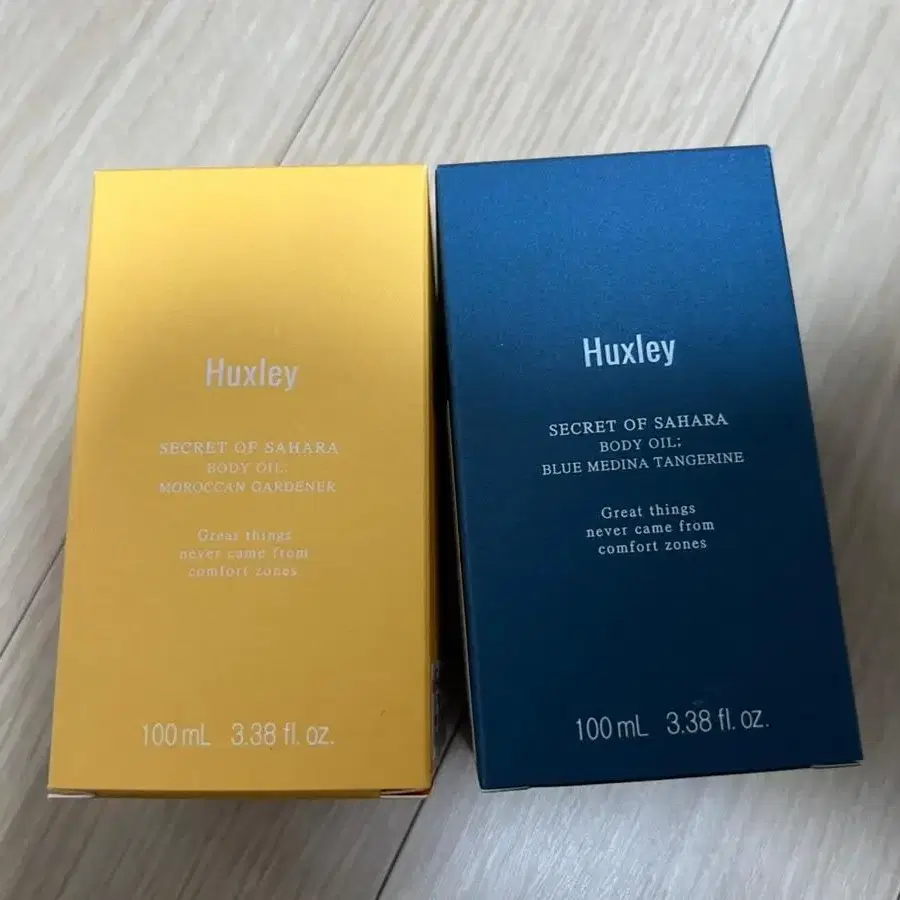 Huxley
SECRET OF SAHARA
BODY OIL;
MOROCCAN GARDENER
Great things
never came from
comfort zones
100 mL 3.38 fl. oz.
Huxley
SECRET OF SAHARA
BODY OIL;
BLUE MEDINA TANGERINE
Great things
never came from
comfort zones
100 mL 3.38 fl. oz.